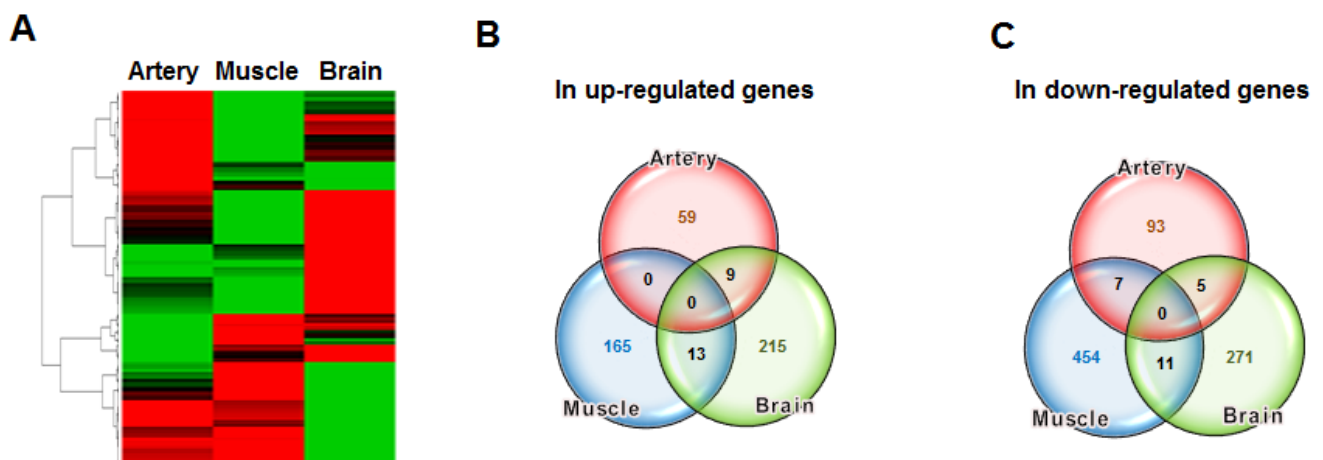 A
Artery Muscle Brain
B
In up-regulated genes
Artery
59
0
9
0
165
13
215
Muscle
Brain
C
In down-regulated genes
Artery
93
7
5
0
454
11
271
Muscle
Brain